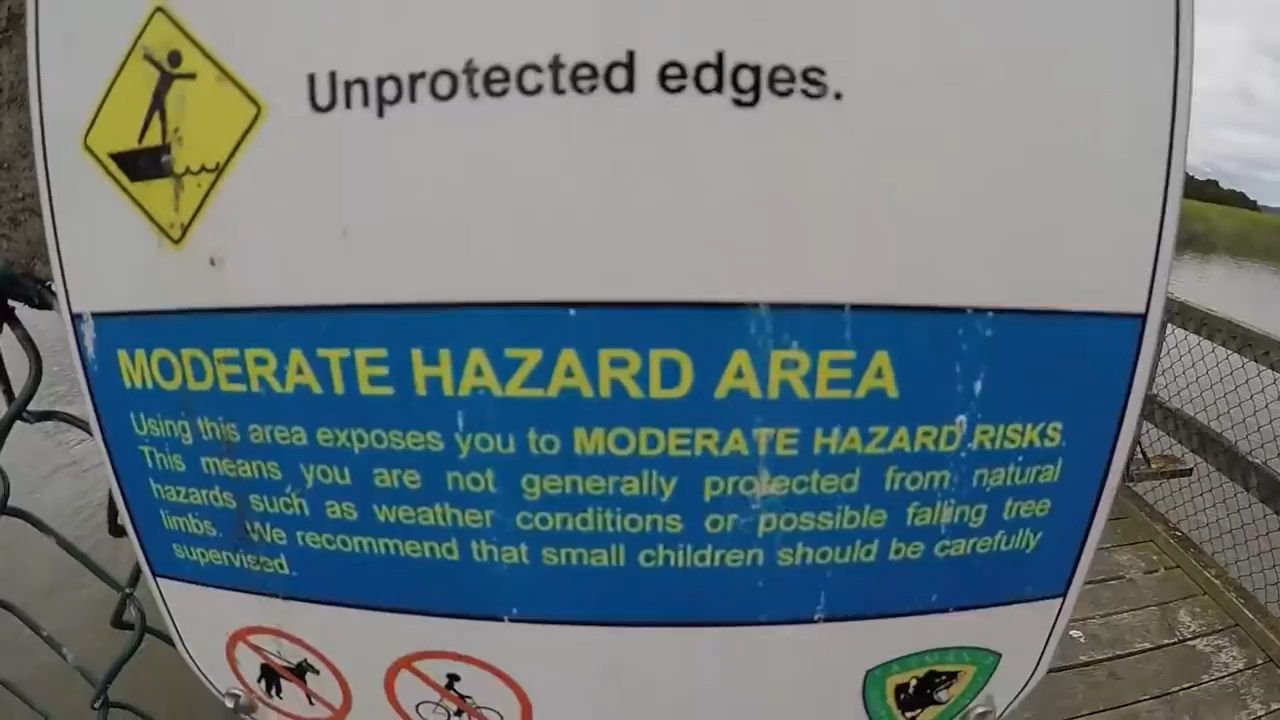 Unprotected edges.
MODERATE HAZARD AREA
Using this area exposes you to MODERATE HAZARD RISKS.
This means you are not generally protected from natural
hazards such as weather conditions or possible falling tree
limbs. We recommend that small children should be carefully
supervised.